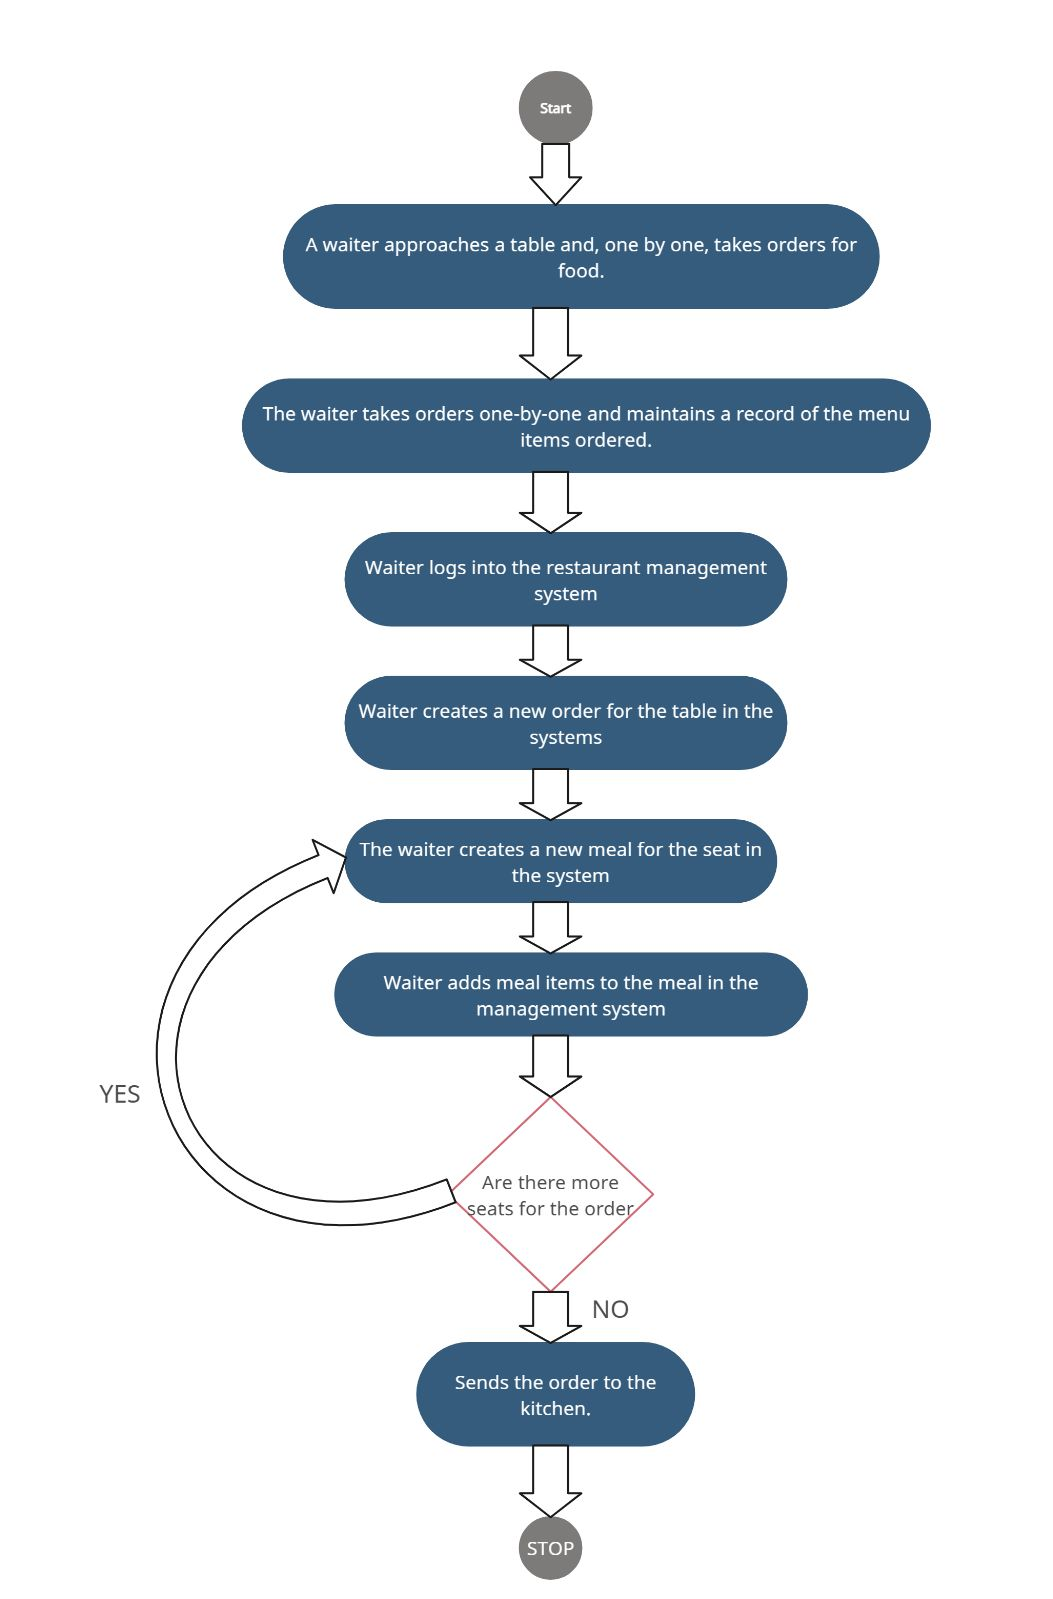 Start
A waiter approaches a table and, one by one, takes orders for
food.
The waiter takes orders one-by-one and maintains a record of the menu
items ordered.
Waiter logs into the restaurant management
system
Waiter creates a new order for the table in the
systems
The waiter creates a new meal for the seat in
the system
Waiter adds meal items to the meal in the
management system
YES
Are there more
seats for the order
NO
Sends the order to the
kitchen.
STOP